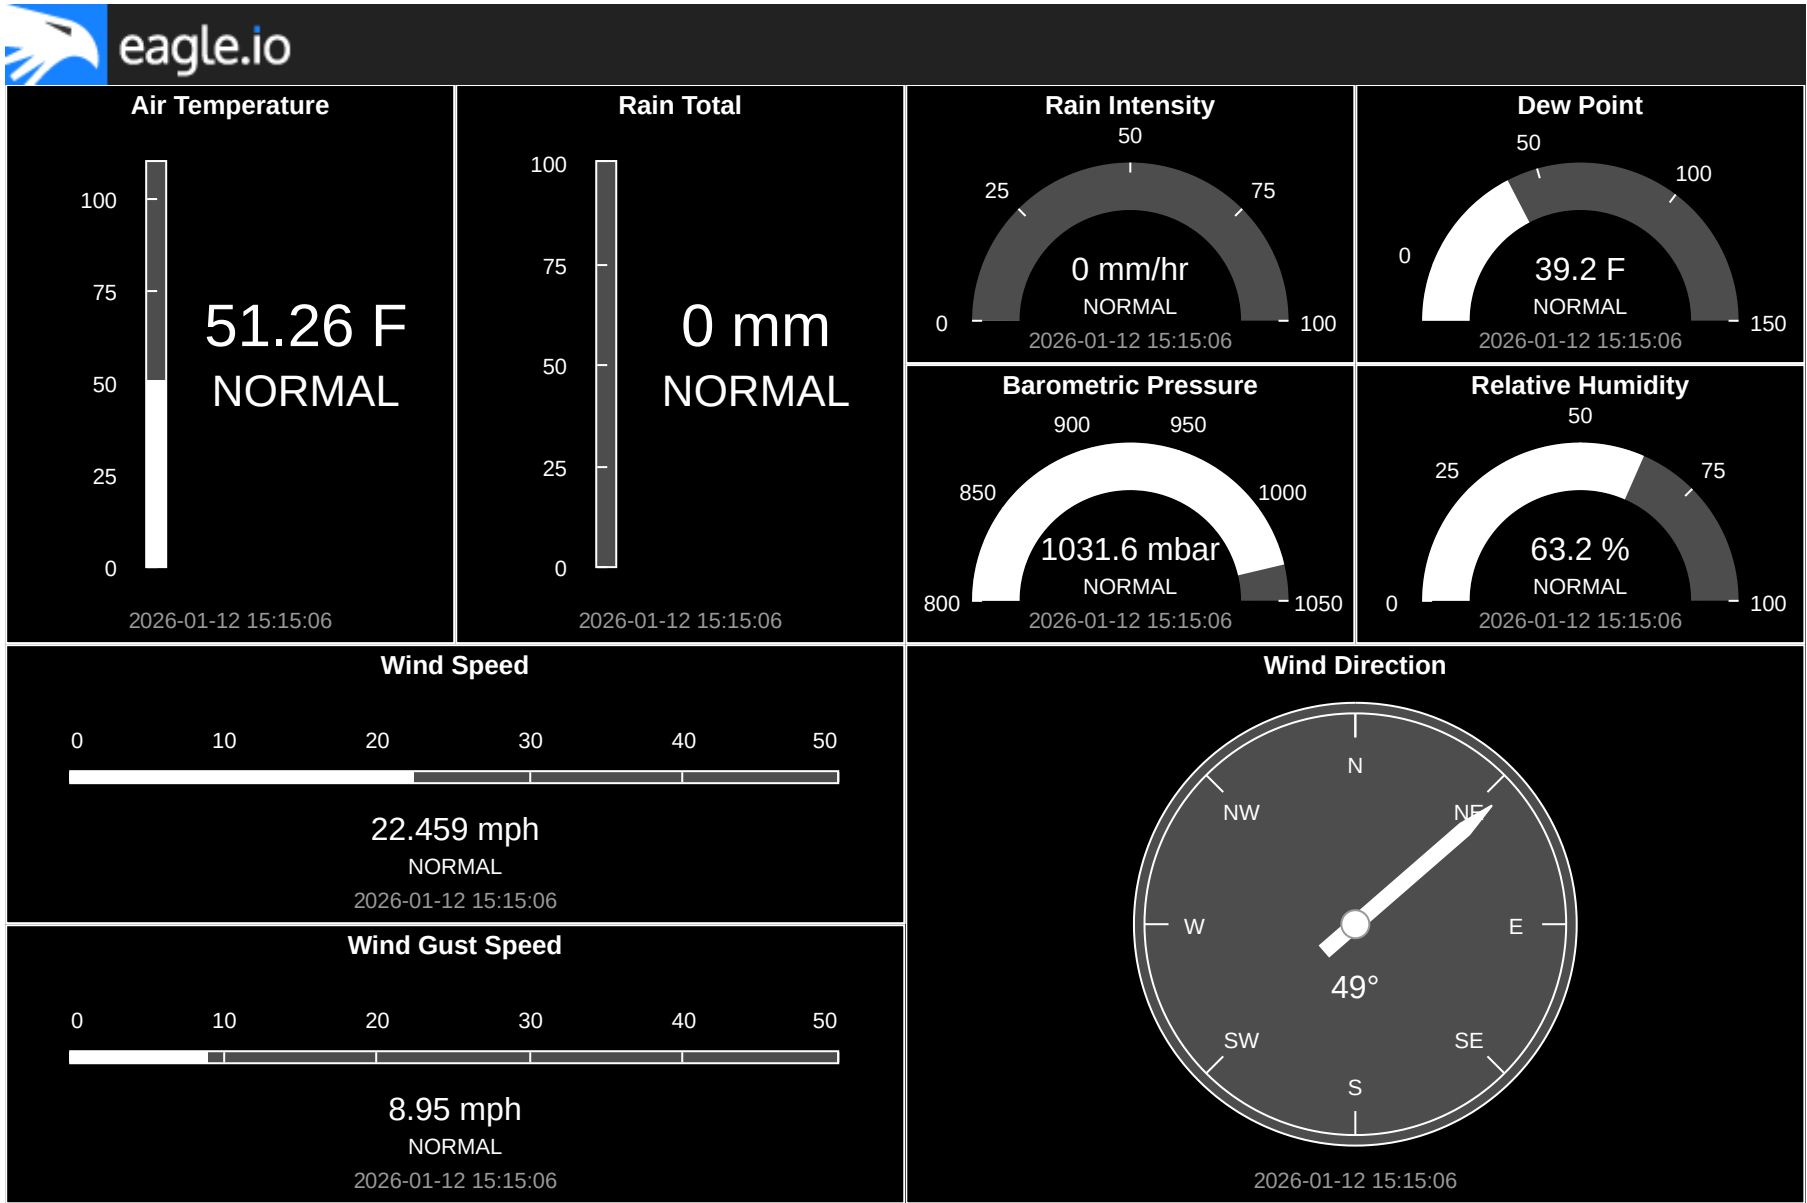 eagle.io
Air Temperature
100
75
50
25
0
51.26 F
NORMAL
2026-01-12 15:15:06
Rain Total
100
75
50
25
0
0 mm
NORMAL
2026-01-12 15:15:06
Rain Intensity
50
25 75
0 100
0 mm/hr
NORMAL
2026-01-12 15:15:06
Dew Point
50
100
0
150
39.2 F
NORMAL
2026-01-12 15:15:06
Barometric Pressure
900 950
850 1000
800 1050
1031.6 mbar
NORMAL
2026-01-12 15:15:06
Relative Humidity
50
25 75
0 100
63.2 %
NORMAL
2026-01-12 15:15:06
Wind Speed
0 10 20 30 40 50
22.459 mph
NORMAL
2026-01-12 15:15:06
Wind Gust Speed
0 10 20 30 40 50
8.95 mph
NORMAL
2026-01-12 15:15:06
Wind Direction
N
NW NE
W E
49°
SW SE
S
2026-01-12 15:15:06